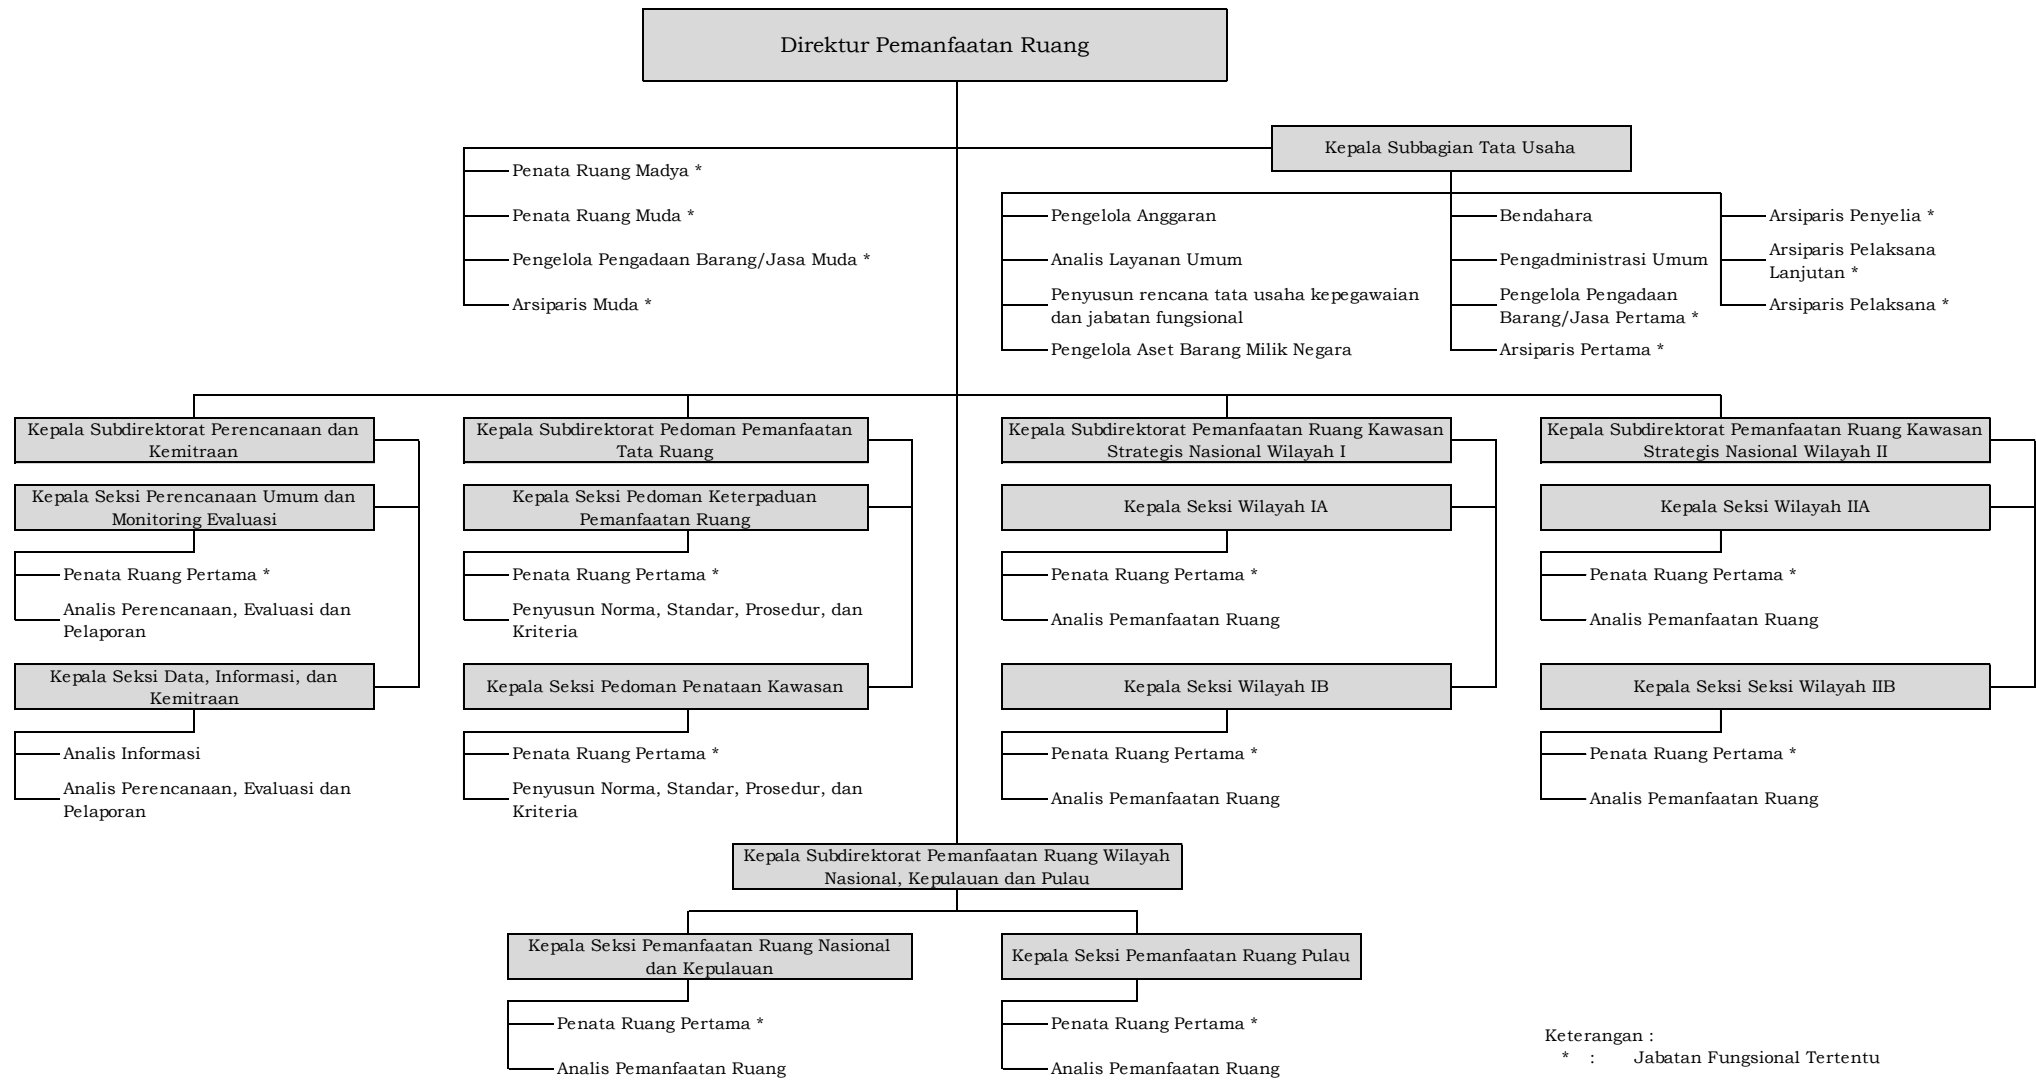 Direktur Pemanfaatan Ruang
Kepala Subbagian Tata Usaha
Penata Ruang Madya *
Penata Ruang Muda *
Pengelola Pengadaan Barang/Jasa Muda *
Arsiparis Muda *
Pengelola Anggaran
Analis Layanan Umum
Penyusun rencana tata usaha kepegawaian
dan jabatan fungsional
Pengelola Aset Barang Milik Negara
Bendahara
Pengadministrasi Umum
Pengelola Pengadaan
Barang/Jasa Pertama *
Arsiparis Pertama *
Arsiparis Penyelia *
Arsiparis Pelaksana
Lanjutan *
Arsiparis Pelaksana *
Kepala Subdirektorat Perencanaan dan
Kemitraan
Kepala Seksi Perencanaan Umum dan
Monitoring Evaluasi
Penata Ruang Pertama *
Analis Perencanaan, Evaluasi dan
Pelaporan
Kepala Seksi Data, Informasi, dan
Kemitraan
Analis Informasi
Analis Perencanaan, Evaluasi dan
Pelaporan
Kepala Subdirektorat Pedoman Pemanfaatan
Tata Ruang
Kepala Seksi Pedoman Keterpaduan
Pemanfaatan Ruang
Penata Ruang Pertama *
Penyusun Norma, Standar, Prosedur, dan
Kriteria
Kepala Seksi Pedoman Penataan Kawasan
Penata Ruang Pertama *
Penyusun Norma, Standar, Prosedur, dan
Kriteria
Kepala Subdirektorat Pemanfaatan Ruang Kawasan
Strategis Nasional Wilayah I
Kepala Seksi Wilayah IA
Penata Ruang Pertama *
Analis Pemanfaatan Ruang
Kepala Seksi Wilayah IB
Penata Ruang Pertama *
Analis Pemanfaatan Ruang
Kepala Subdirektorat Pemanfaatan Ruang Kawasan
Strategis Nasional Wilayah II
Kepala Seksi Wilayah IIA
Penata Ruang Pertama *
Analis Pemanfaatan Ruang
Kepala Seksi Seksi Wilayah IIB
Penata Ruang Pertama *
Analis Pemanfaatan Ruang
Kepala Subdirektorat Pemanfaatan Ruang Wilayah
Nasional, Kepulauan dan Pulau
Kepala Seksi Pemanfaatan Ruang Nasional
dan Kepulauan
Penata Ruang Pertama *
Analis Pemanfaatan Ruang
Kepala Seksi Pemanfaatan Ruang Pulau
Penata Ruang Pertama *
Analis Pemanfaatan Ruang
Keterangan :
* : Jabatan Fungsional Tertentu